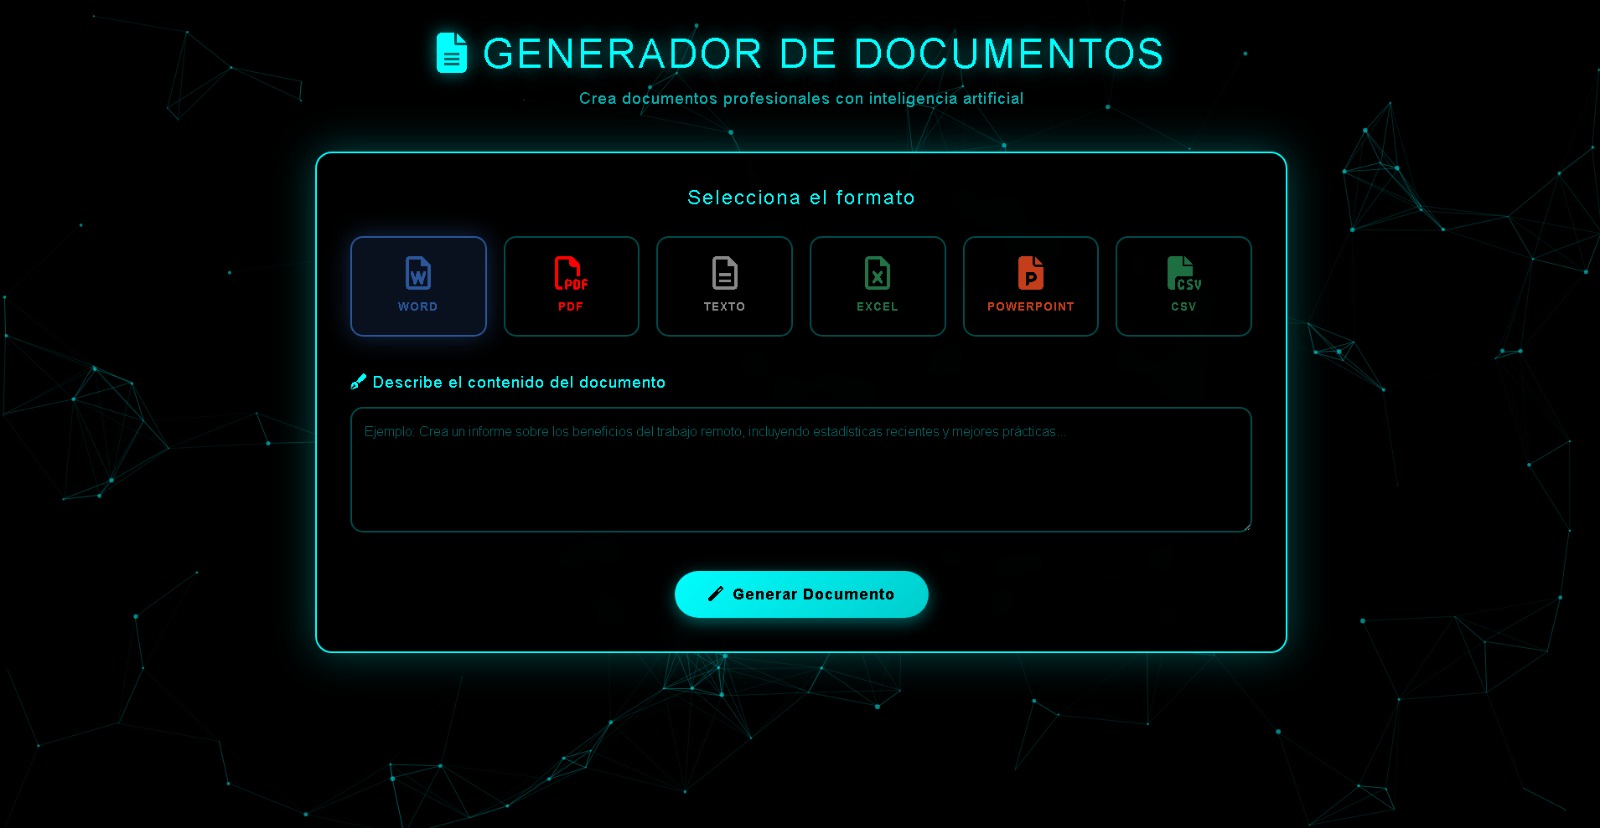 GENERADOR DE DOCUMENTOS
Crea documentos profesionales con inteligencia artificial
Selecciona el formato
W
PDF
X
P
CSV
WORD
PDF
TEXTO
EXCEL
POWERPOINT
CSV
Describe el contenido del documento
Ejemplo: Crea un informe sobre los beneficios del trabajo remoto, incluyendo estadísticas recientes y mejores prácticas...
Generar Documento